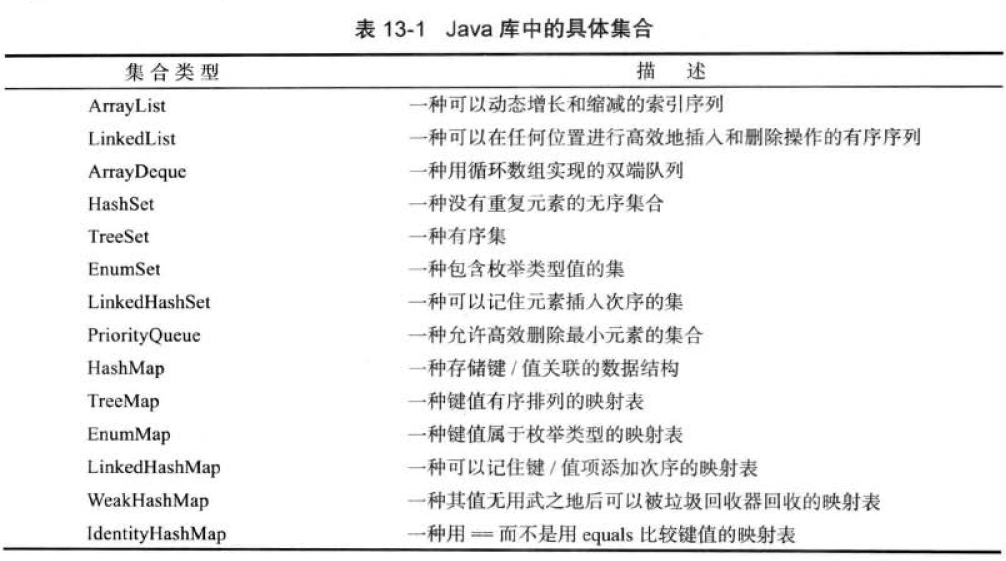 表 13-1 Java 库中的具体集合
集合类型 描 述
ArrayList 一种可以动态增长和缩减的索引序列
LinkedList 一种可以在任何位置进行高效地插入和删除操作的有序序列
ArrayDeque 一种用循环数组实现的双端队列
HashSet 一种没有重复元素的无序集合
TreeSet 一种有序集
EnumSet 一种包含枚举类型值的集
LinkedHashSet 一种可以记住元素插入次序的集
PriorityQueue 一种允许高效删除最小元素的集合
HashMap 一种存储键 / 值关联的数据结构
TreeMap 一种键值有序排列的映射表
EnumMap 一种键值属于枚举类型的映射表
LinkedHashMap 一种可以记住键 / 值项添加次序的映射表
WeakHashMap 一种其值无用武之地后可以被垃圾回收器回收的映射表
IdentityHashMap 一种用 == 而不是用 equals 比较键值的映射表